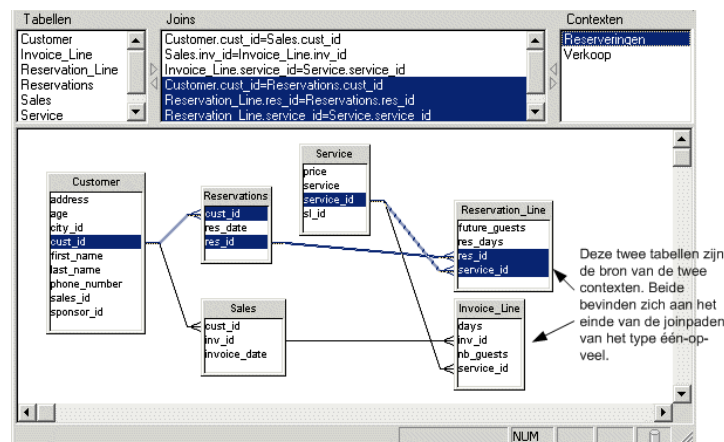 Tabellen
Customer
Invoice_Line
Reservation_Line
Reservations
Sales
Service
Joins
Customer.cust_id=Sales.cust_id
Sales.inv_id=Invoice_Line.inv_id
Invoice_Line.service_id=Service.service_id
Customer.cust_id=Reservations.cust_id
Reservation_Line.res_id=Reservations.res_id
Reservation_Line.service_id=Service.service_id
Contexten
Reserveringen
Verkoop
Customer
address
age
city_id
cust_id
first_name
last_name
phone_number
sales_id
sponsor_id
Reservations
cust_id
res_date
res_id
Service
price
service
service_id
sl_id
Reservation_Line
future_guests
res_days
res_id
service_id
Sales
cust_id
inv_id
invoice_date
Invoice_Line
days
inv_id
nb_guests
service_id
Deze twee tabellen zijn
de bron van de twee
contexten. Beide
bevinden zich aan het
einde van de joinpaden
van het type één-op-
veel.
NUM